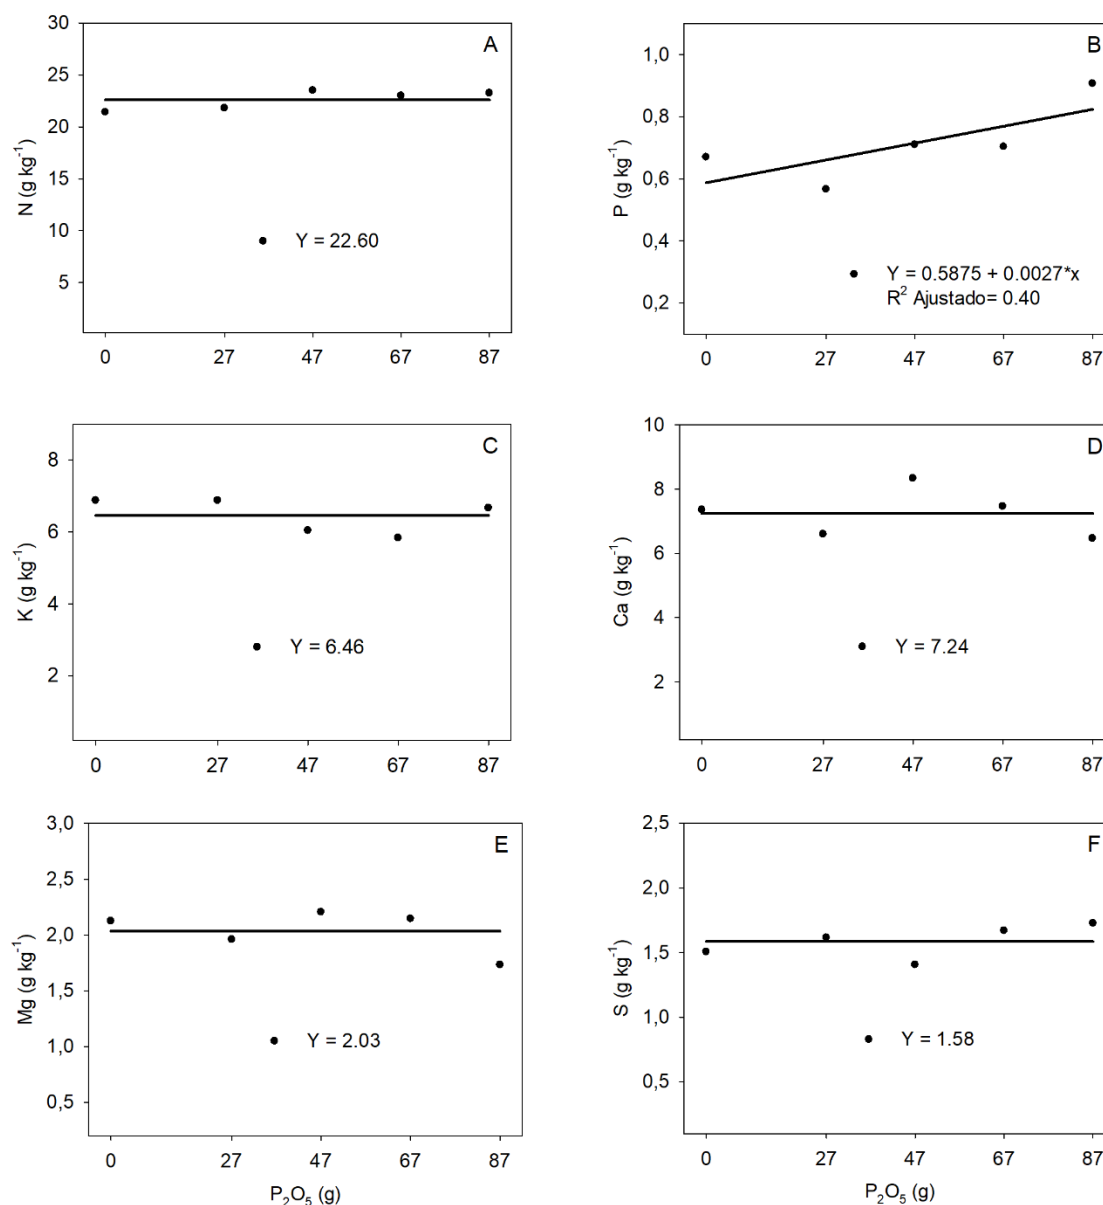 A
30
25
20
15
10
5
N (g kg⁻¹)
Y = 22.60
0 27 47 67 87
B
1,0
0,8
0,6
0,4
0,2
P (g kg⁻¹)
Y = 0.5875 + 0.0027*x
R² Ajustado= 0.40
0 27 47 67 87
C
8
6
4
2
K (g kg⁻¹)
Y = 6.46
0 27 47 67 87
D
10
8
6
4
2
Ca (g kg⁻¹)
Y = 7.24
0 27 47 67 87
E
3,0
2,5
2,0
1,5
1,0
0,5
Mg (g kg⁻¹)
Y = 2.03
0 27 47 67 87
P₂O₅ (g)
F
2,5
2,0
1,5
1,0
0,5
S (g kg⁻¹)
Y = 1.58
0 27 47 67 87
P₂O₅ (g)